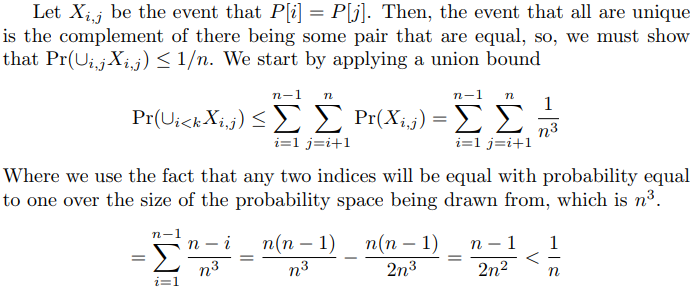 Let X_{i,j} be the event that P[i] = P[j]. Then, the event that all are unique
is the complement of there being some pair that are equal, so, we must show
that Pr(∪_{i,j}X_{i,j}) ≤ 1/n. We start by applying a union bound
Pr(∪_{i<k}X_{i,j}) ≤ ∑_{i=1}^{n−1} ∑_{j=i+1}^{n} Pr(X_{i,j}) = ∑_{i=1}^{n−1} ∑_{j=i+1}^{n} 1/n^3
Where we use the fact that any two indices will be equal with probability equal
to one over the size of the probability space being drawn from, which is n^3.
= ∑_{i=1}^{n−1} (n − i)/n^3 = n(n − 1)/n^3 − n(n − 1)/2n^3 = (n − 1)/2n^2 < 1/n